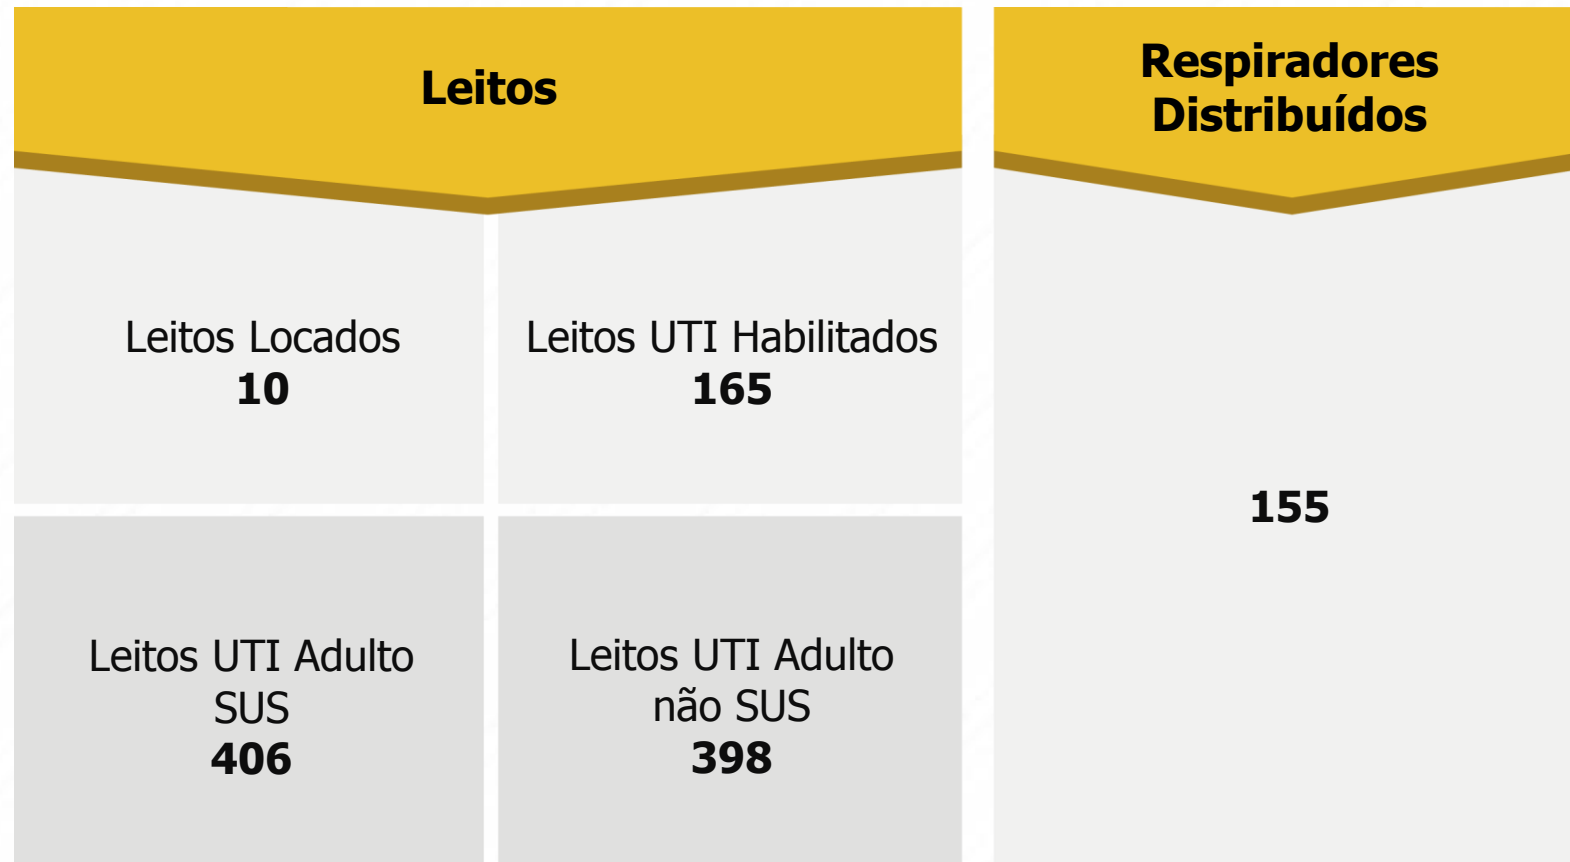 Leitos
Leitos Locados
10
Leitos UTI Habilitados
165
Leitos UTI Adulto
SUS
406
Leitos UTI Adulto
não SUS
398
Respiradores
Distribuídos
155